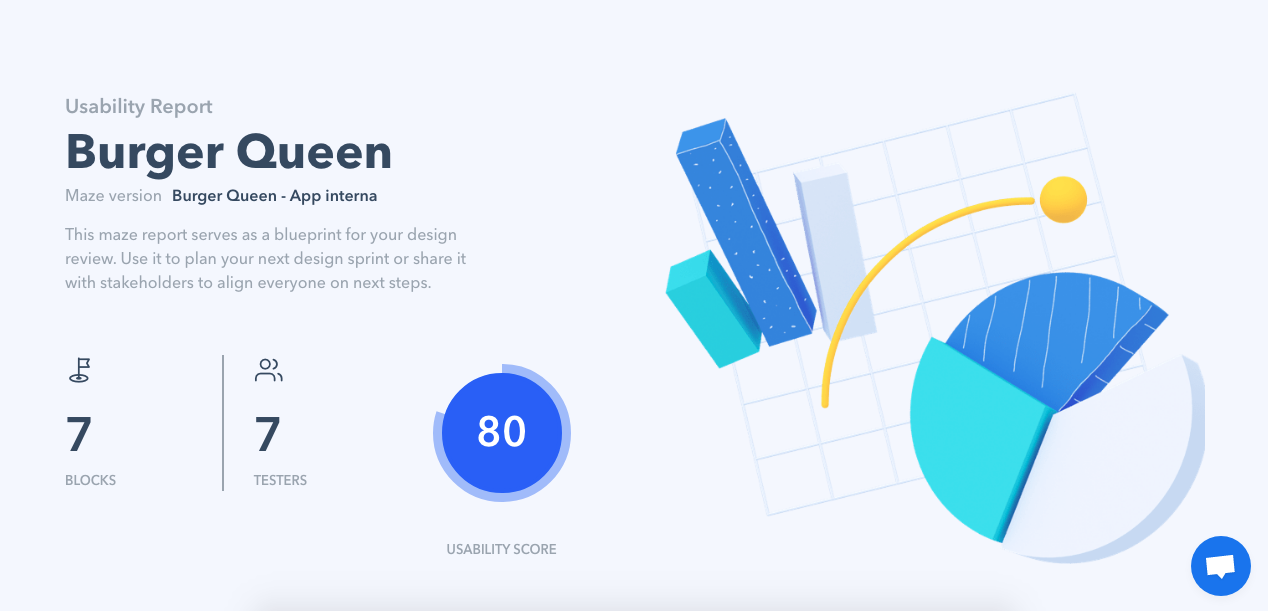 Usability Report
Burger Queen
Maze version Burger Queen - App interna
This maze report serves as a blueprint for your design
review. Use it to plan your next design sprint or share it
with stakeholders to align everyone on next steps.
7
BLOCKS
7
TESTERS
80
USABILITY SCORE